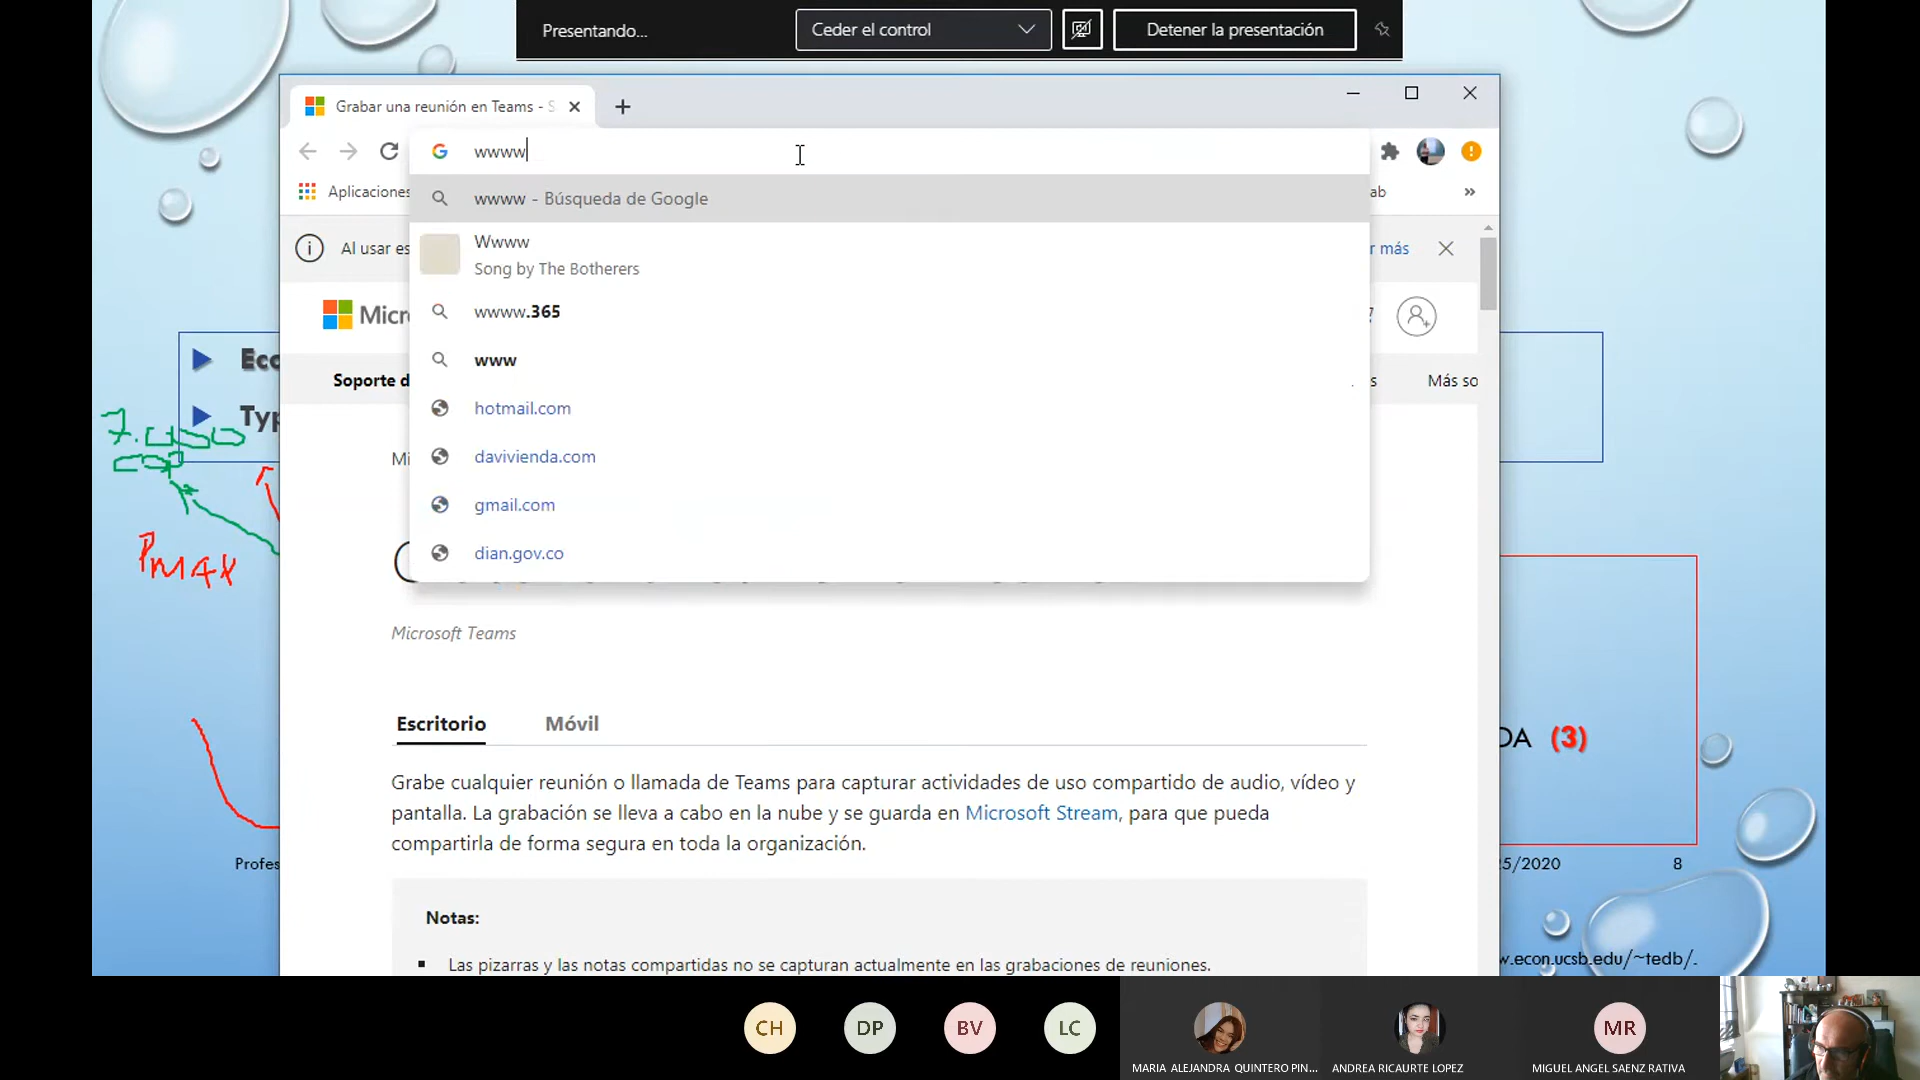 Presentando...
Ceder el control
Detener la presentación
Grabar una reunión en Teams - S
wwww
Aplicaciones
ab
»
wwww - Búsqueda de Google
Wwww
Song by The Botherers
wwww.365
www
hotmail.com
davivienda.com
gmail.com
dian.gov.co
Al usar es
r más
Micr
Soporte d
Más so
Eco
Typ
7.USD
COP
PMAX
Mi
Microsoft Teams
Escritorio Móvil
Grabe cualquier reunión o llamada de Teams para capturar actividades de uso compartido de audio, vídeo y
pantalla. La grabación se lleva a cabo en la nube y se guarda en Microsoft Stream, para que pueda
compartirla de forma segura en toda la organización.
Notas:
Las pizarras y las notas compartidas no se capturan actualmente en las grabaciones de reuniones.
DA (3)
Profes
5/2020 8
w.econ.ucsb.edu/~tedb/.
CH DP BV LC MR
MARIA ALEJANDRA QUINTERO PIN... ANDREA RICAURTE LOPEZ MIGUEL ANGEL SAENZ RATIVA